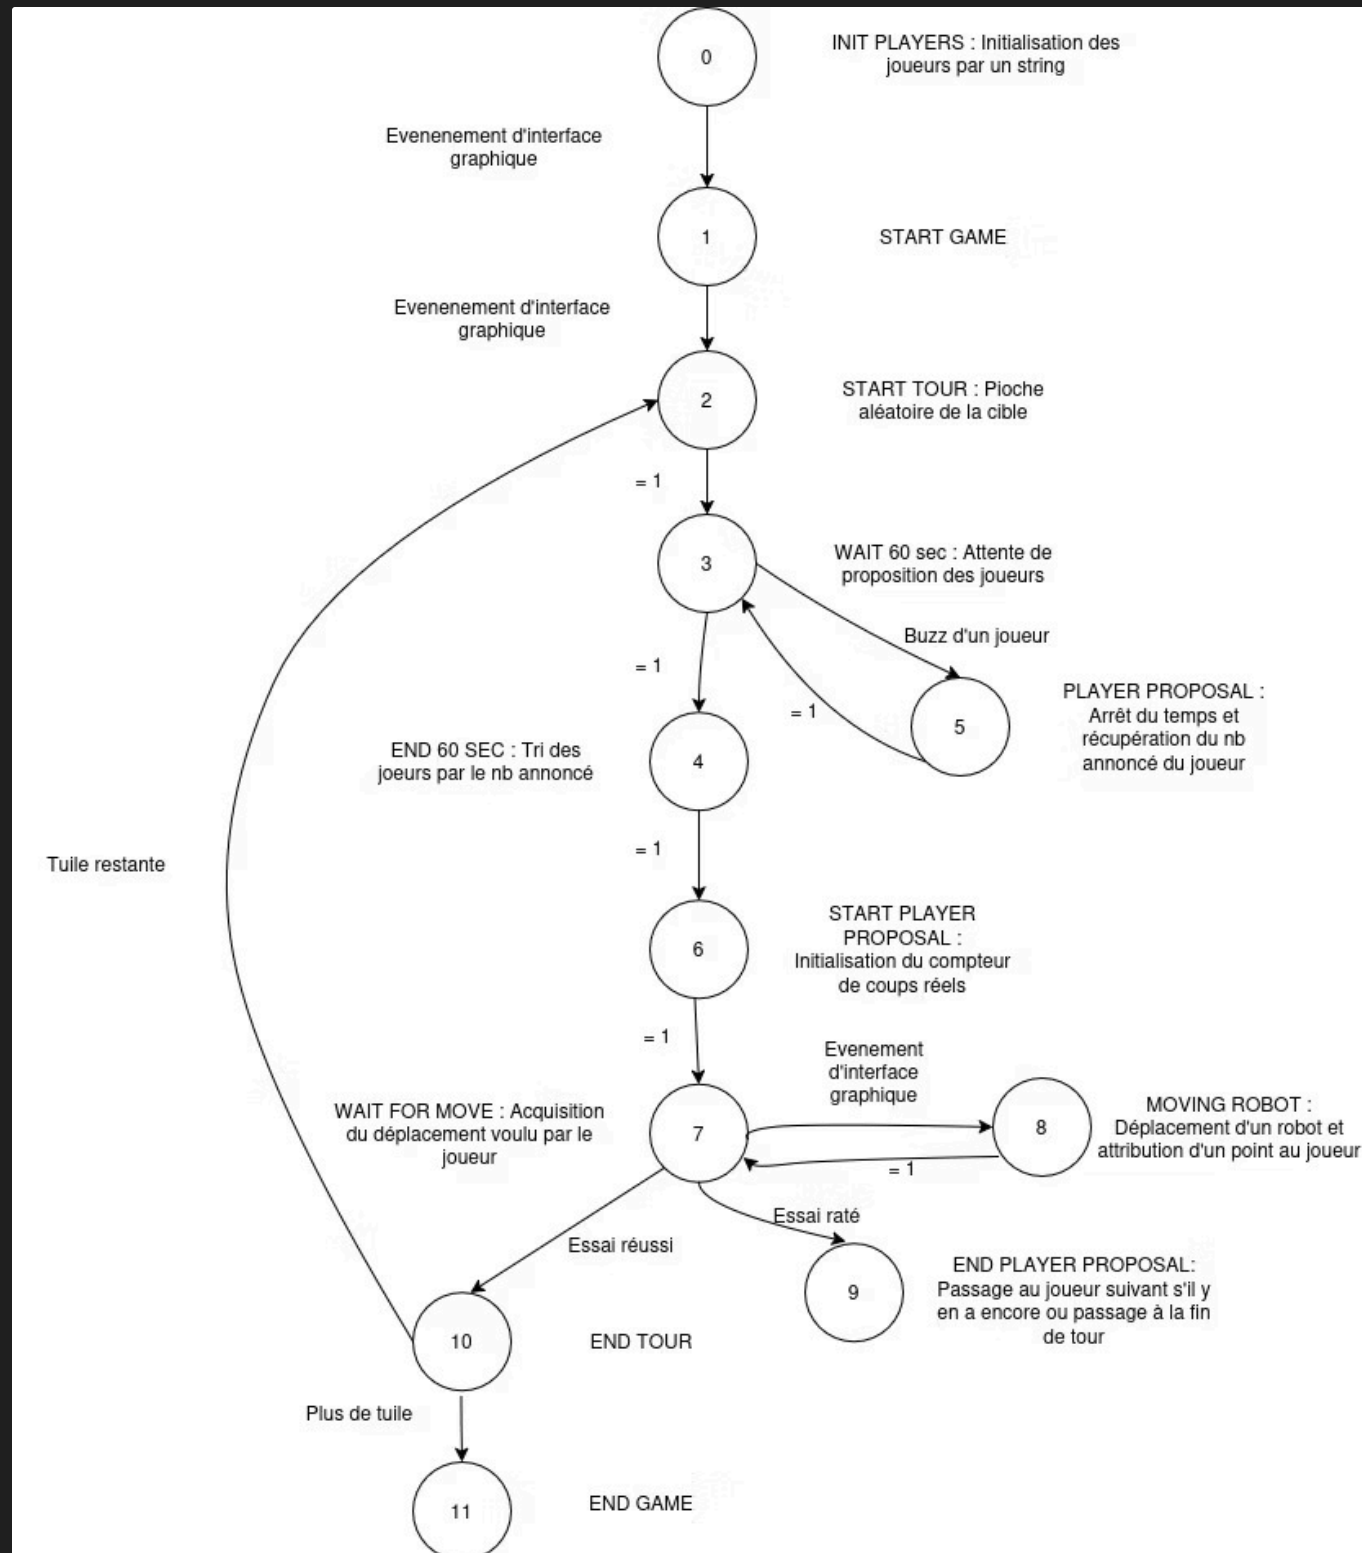 0
INIT PLAYERS : Initialisation des
joueurs par un string
Evenenement d'interface
graphique
1
START GAME
Evenenement d'interface
graphique
2
START TOUR : Pioche
aléatoire de la cible
= 1
3
WAIT 60 sec : Attente de
proposition des joueurs
Buzz d'un joueur
= 1
= 1
5
PLAYER PROPOSAL :
Arrêt du temps et
récupération du nb
annoncé du joueur
END 60 SEC : Tri des
joeurs par le nb annoncé
4
= 1
Tuile restante
6
START PLAYER
PROPOSAL :
Initialisation du compteur
de coups réels
= 1
Evenement
d'interface
graphique
WAIT FOR MOVE : Acquisition
du déplacement voulu par le
joueur
7
8
MOVING ROBOT :
Déplacement d'un robot et
attribution d'un point au joueur
= 1
Essai raté
Essai réussi
9
END PLAYER PROPOSAL:
Passage au joueur suivant s'il y
en a encore ou passage à la fin
de tour
10
END TOUR
Plus de tuile
11
END GAME